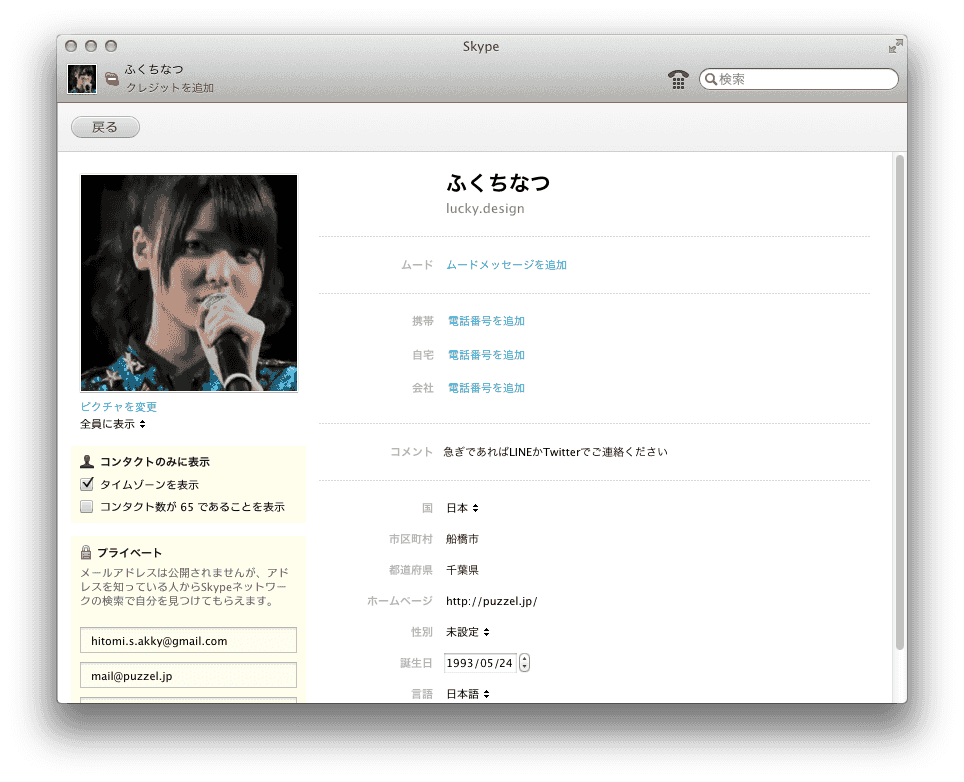 Skype
ふくちなつ
クレジットを追加
検索
戻る
ふくちなつ
lucky.design
ムード ムードメッセージを追加
携帯 電話番号を追加
自宅 電話番号を追加
会社 電話番号を追加
コメント 急ぎであればLINEかTwitterでご連絡ください
国 日本
市区町村 船橋市
都道府県 千葉県
ホームページ http://puzzel.jp/
性別 未設定
誕生日 1993/05/24
言語 日本語
ピクチャを変更
全員に表示
コンタクトのみに表示
タイムゾーンを表示
コンタクト数が 65 であることを表示
プライベート
メールアドレスは公開されませんが、アド
レスを知っている人からSkypeネットワー
クの検索で自分を見つけてもらえます。
hitomi.s.akky@gmail.com
mail@puzzel.jp